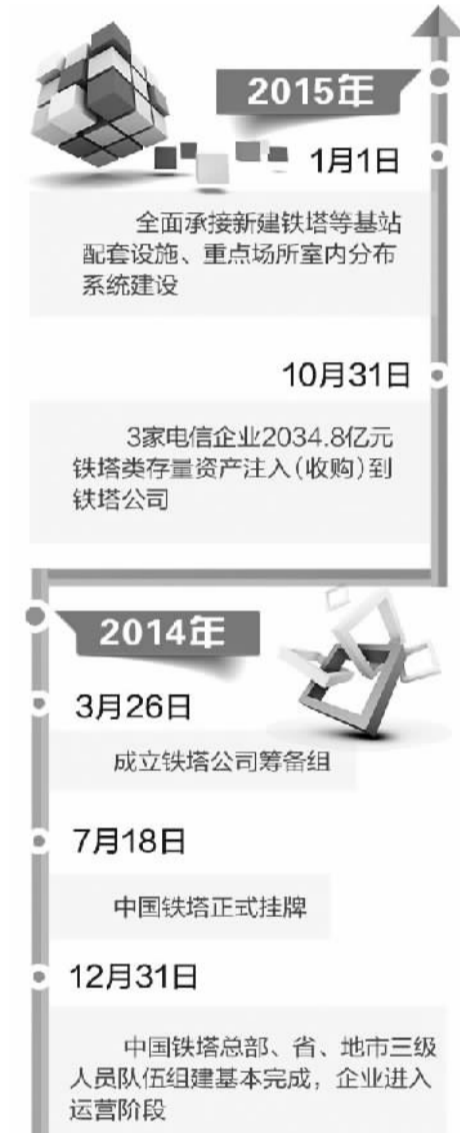 2015年
1月1日
全面承接新建铁塔等基站
配套设施、重点场所室内分布
系统建设
10月31日
3家电信企业2034.8亿元
铁塔类存量资产注入(收购)到
铁塔公司
2014年
3月26日
成立铁塔公司筹备组
7月18日
中国铁塔正式挂牌
12月31日
中国铁塔总部、省、地市三级
人员队伍组建基本完成，企业进入
运营阶段